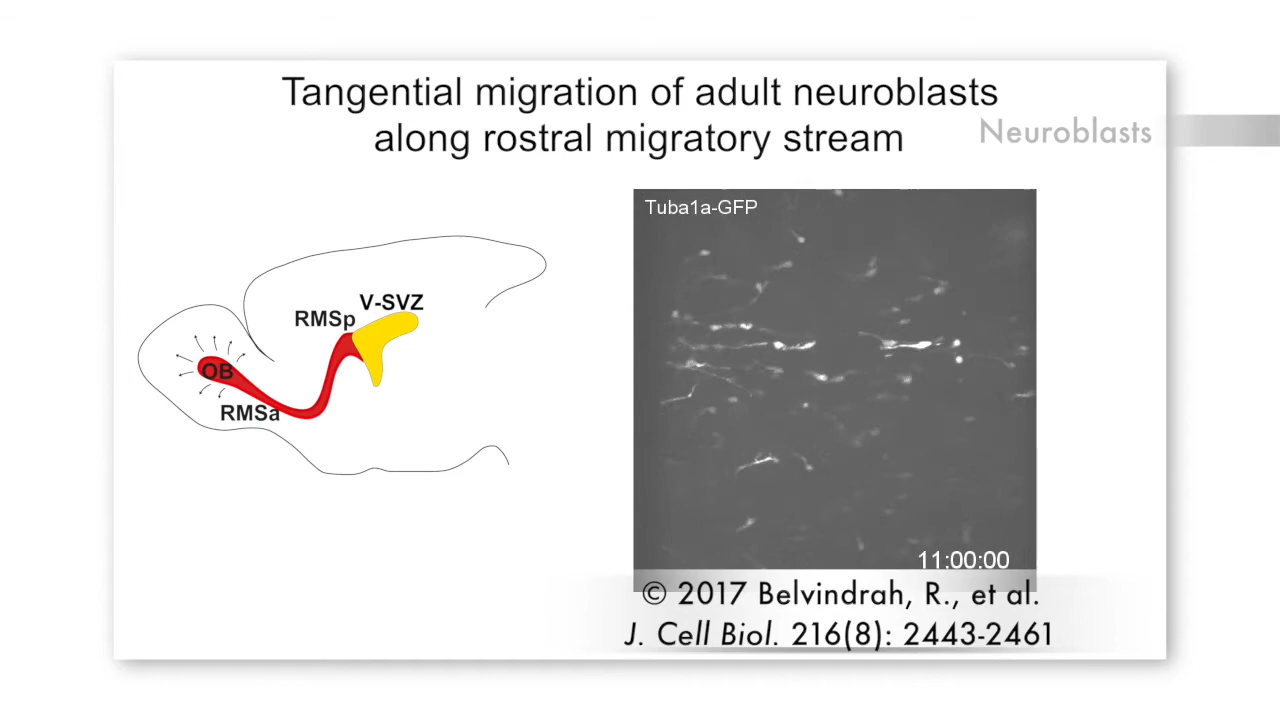 Tangential migration of adult neuroblasts
along rostral migratory stream
Neuroblasts
Tuba1a-GFP
V-SVZ
RMSp
OB
RMSa
11:00:00
© 2017 Belvindrah, R., et al.
J. Cell Biol. 216(8): 2443-2461